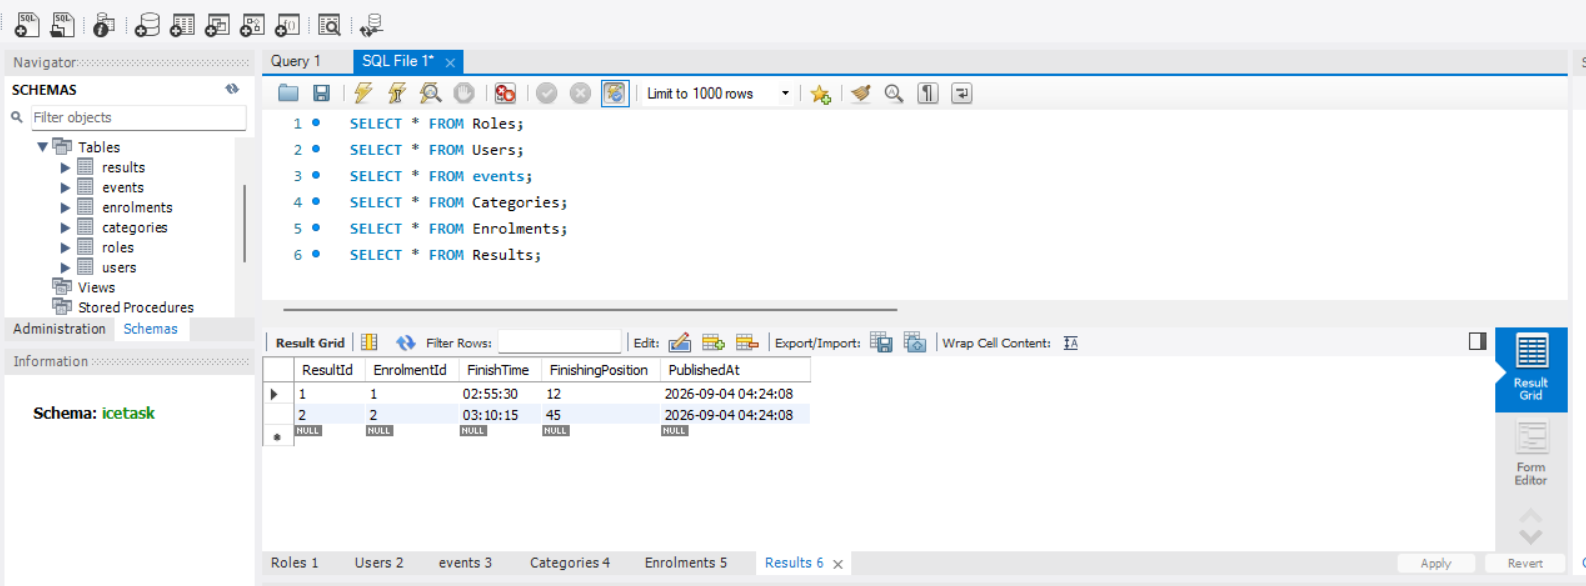 Navigator
SCHEMAS
Filter objects
Tables
results
events
enrolments
categories
roles
users
Views
Stored Procedures
Administration Schemas
Information
Schema: icetask
Query 1 SQL File 1*
Limit to 1000 rows
1 SELECT * FROM Roles;
2 SELECT * FROM Users;
3 SELECT * FROM events;
4 SELECT * FROM Categories;
5 SELECT * FROM Enrolments;
6 SELECT * FROM Results;
Result Grid Filter Rows: Edit: Export/Import: Wrap Cell Content:
ResultId EnrolmentId FinishTime FinishingPosition PublishedAt
1 1 02:55:30 12 2026-09-04 04:24:08
2 2 03:10:15 45 2026-09-04 04:24:08
NULL NULL NULL NULL NULL
Result
Grid
Form
Editor
Roles 1 Users 2 events 3 Categories 4 Enrolments 5 Results 6 Apply Revert